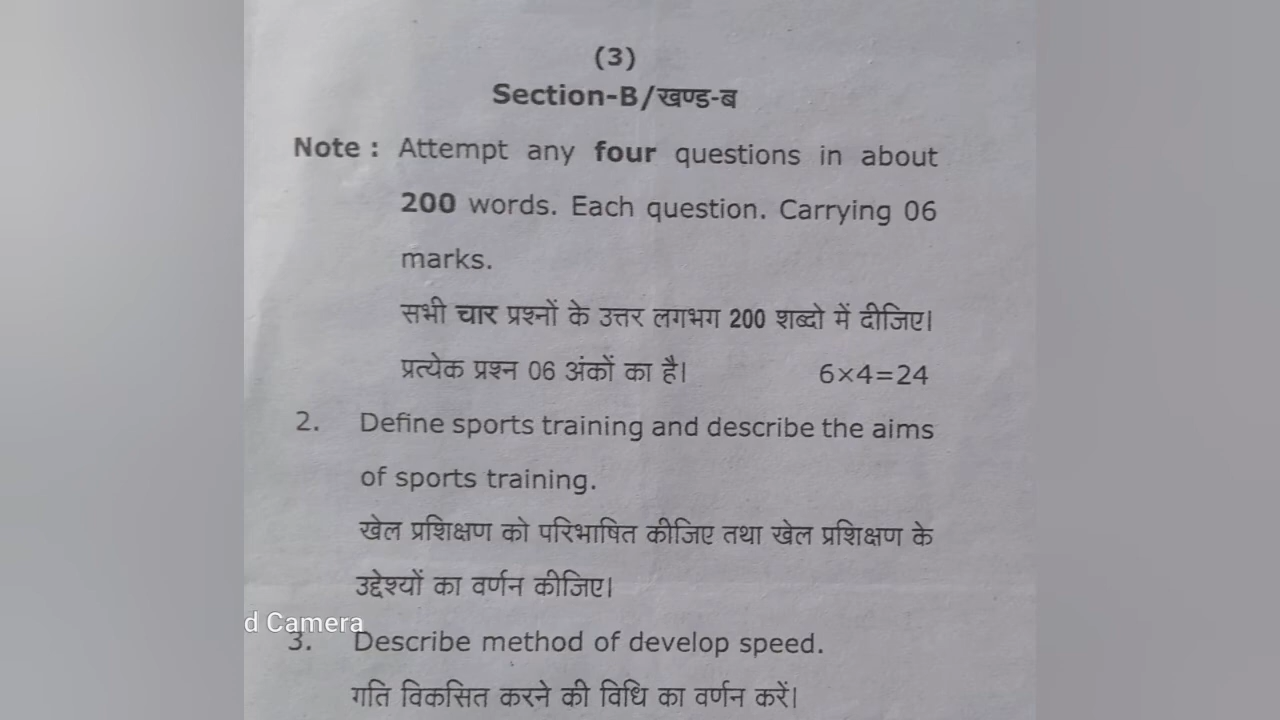 (3)
Section-B/खण्ड-ब
Note : Attempt any four questions in about
200 words. Each question. Carrying 06
marks.
सभी चार प्रश्नों के उत्तर लगभग 200 शब्दो में दीजिए।
प्रत्येक प्रश्न 06 अंकों का है। 6×4=24
2. Define sports training and describe the aims
of sports training.
खेल प्रशिक्षण को परिभाषित कीजिए तथा खेल प्रशिक्षण के
उद्देश्यों का वर्णन कीजिए।
d Camera
3. Describe method of develop speed.
गति विकसित करने की विधि का वर्णन करें।